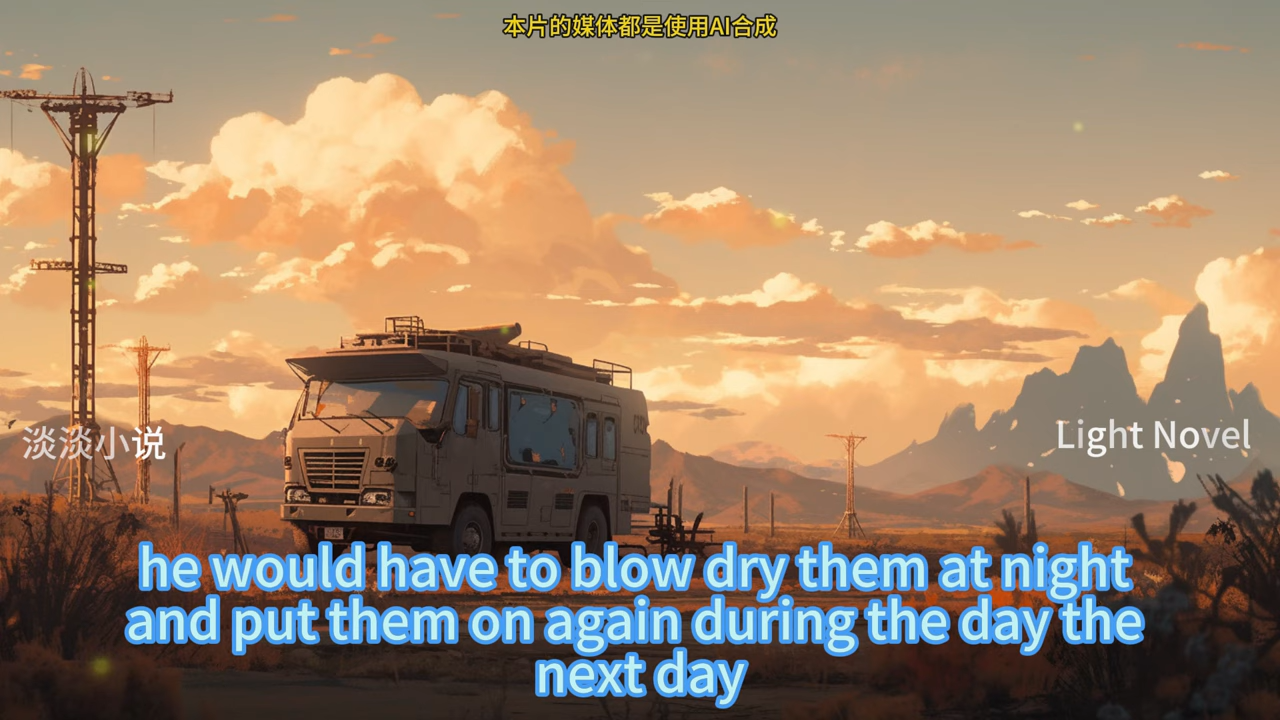 本片的媒体都是使用AI合成
淡淡小说
Light Novel
he would have to blow dry them at night
and put them on again during the day the
next day